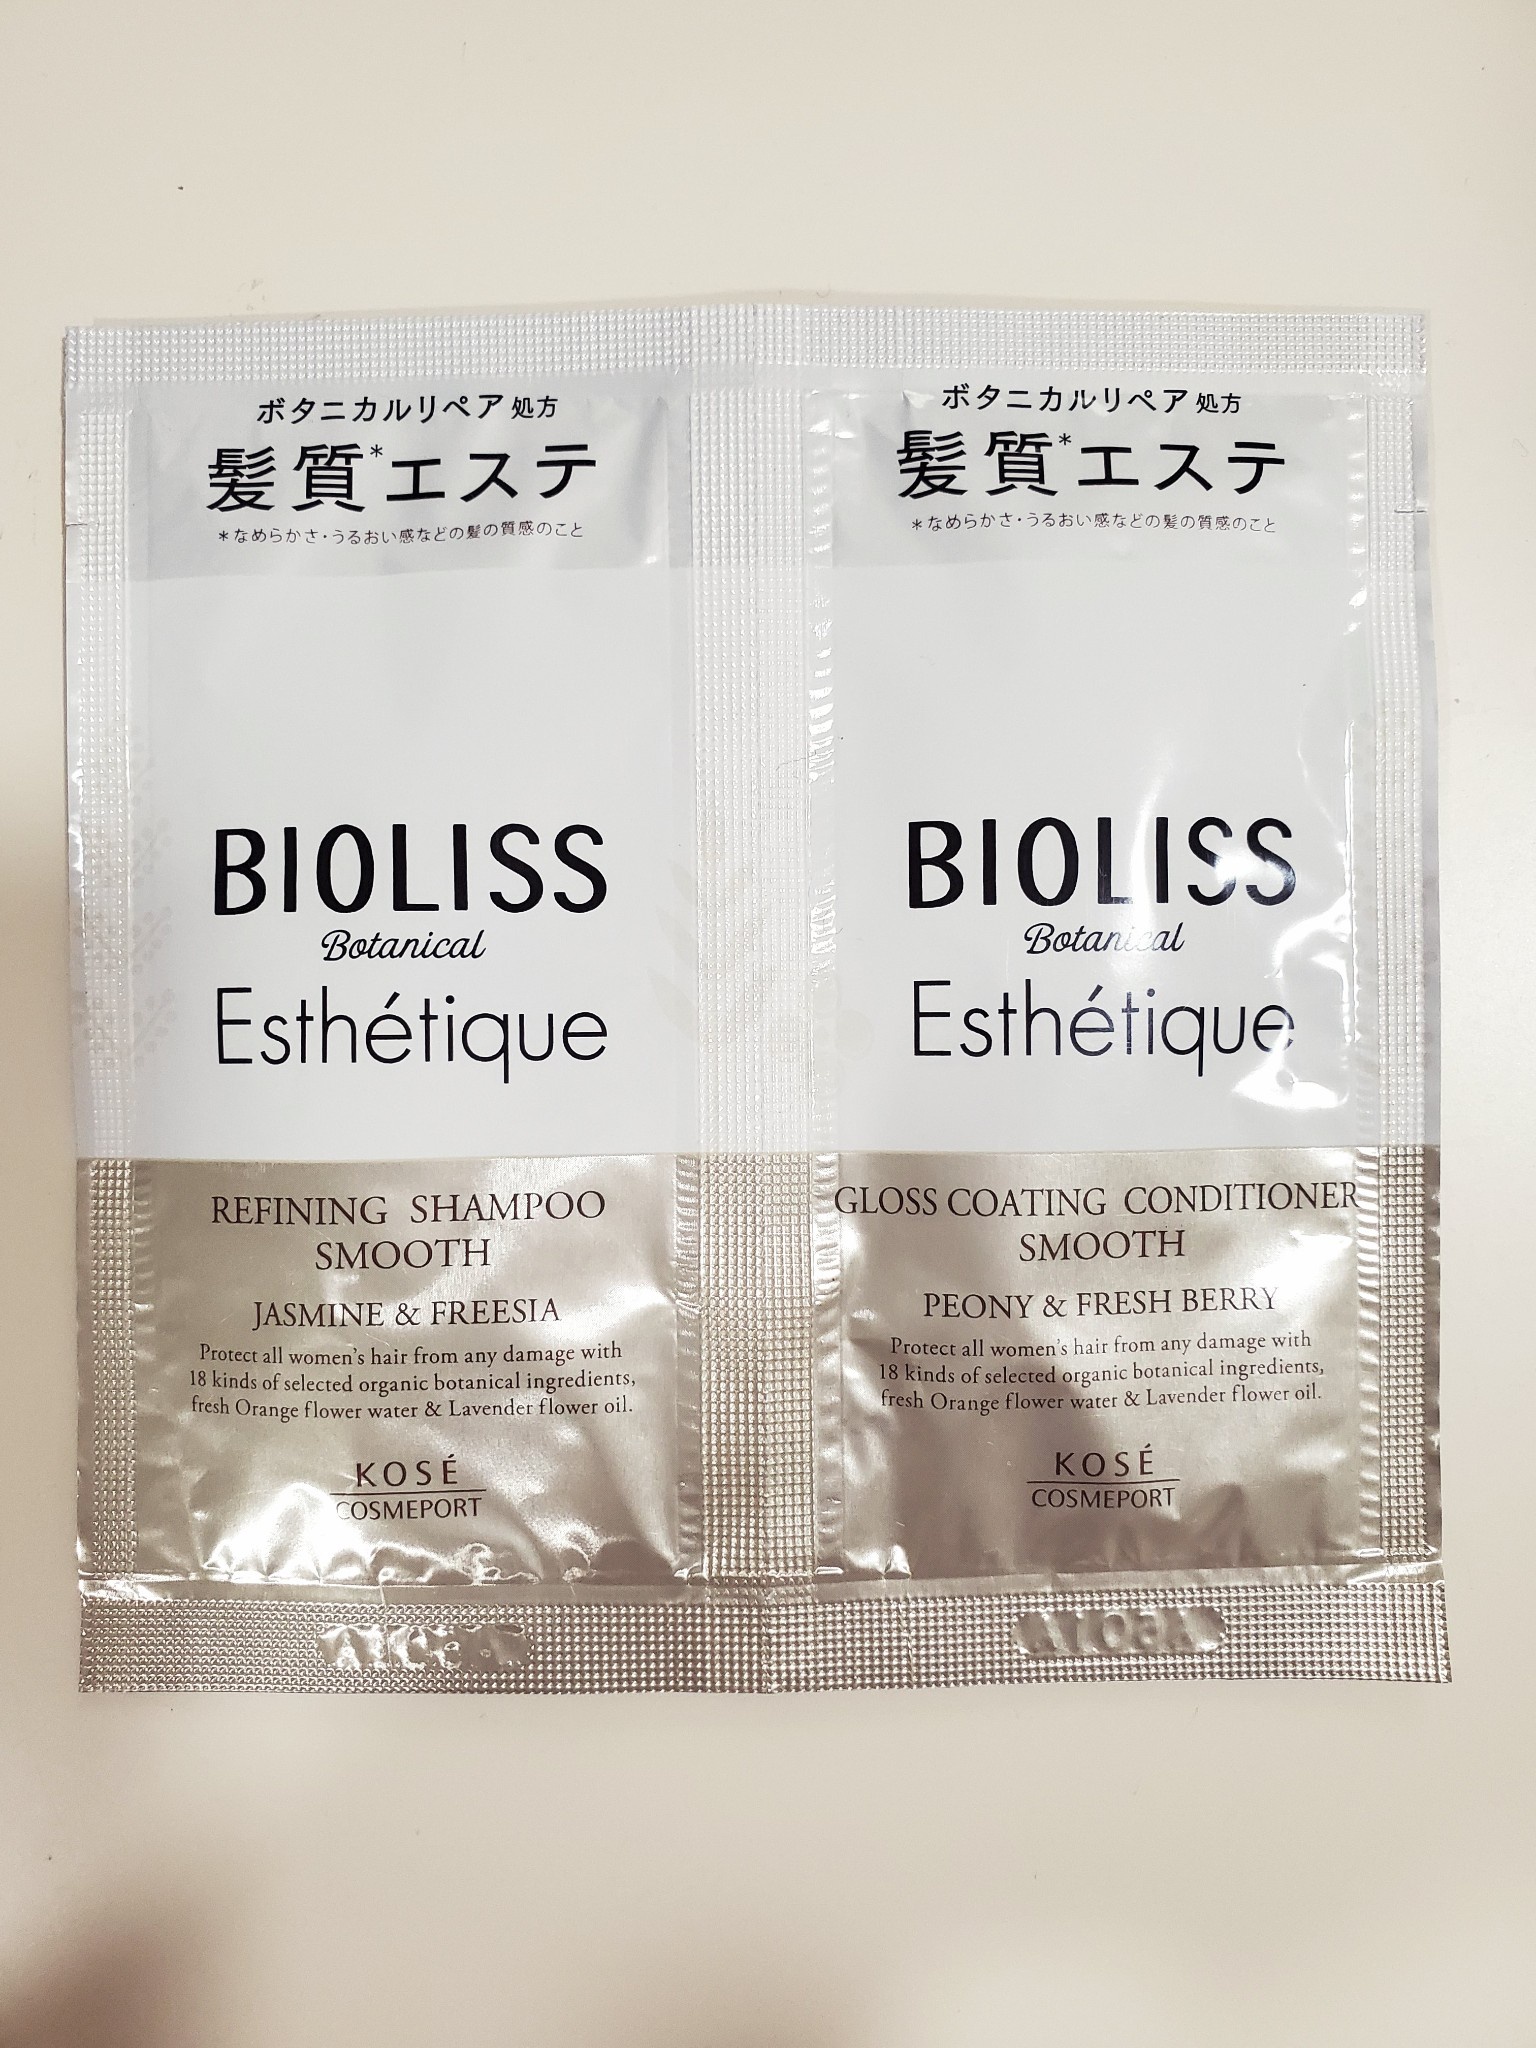 ボタニカルリペア処方
髪質*エステ
*なめらかさ・うるおい感などの髪の質感のこと
BIOLISS
Botanical
Esthétique
REFINING SHAMPOO
SMOOTH
JASMINE & FREESIA
Protect all women's hair from any damage with
18 kinds of selected organic botanical ingredients,
fresh Orange flower water & Lavender flower oil.
KOSÉ
COSMEPORT
ボタニカルリペア処方
髪質*エステ
*なめらかさ・うるおい感などの髪の質感のこと
BIOLISS
Botanical
Esthétique
GLOSS COATING CONDITIONER
SMOOTH
PEONY & FRESH BERRY
Protect all women's hair from any damage with
18 kinds of selected organic botanical ingredients,
fresh Orange flower water & Lavender flower oil.
KOSÉ
COSMEPORT